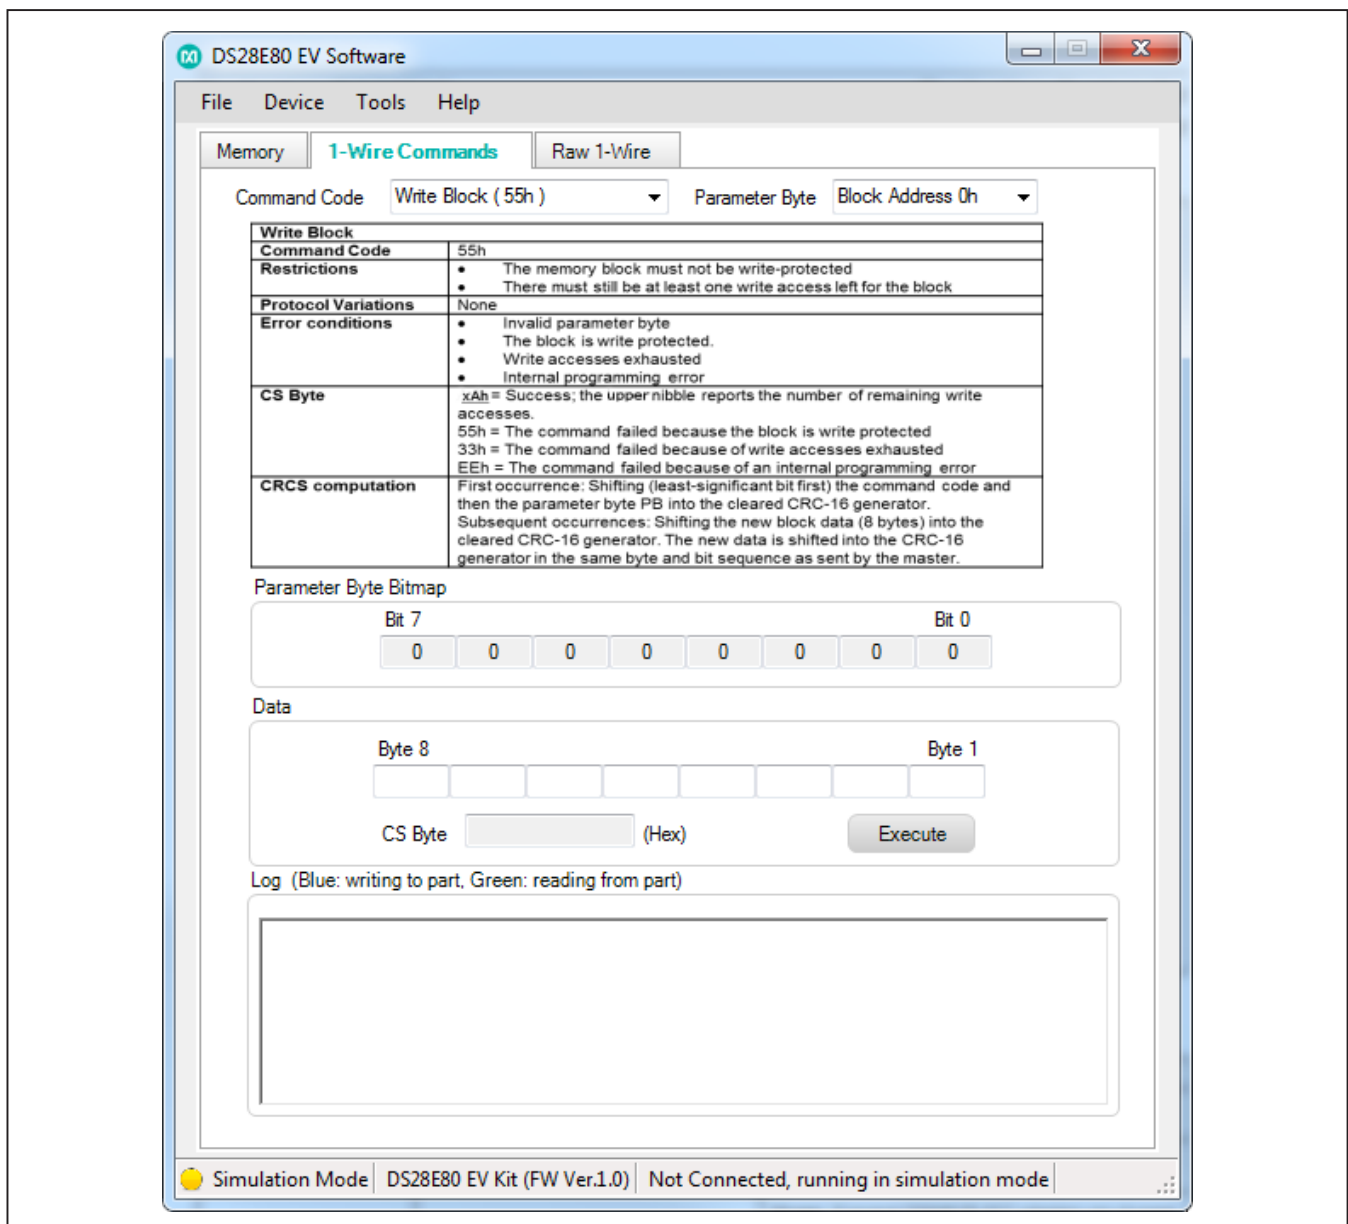 DS28E80 EV Software
File Device Tools Help
Memory 1-Wire Commands Raw 1-Wire
Command Code Write Block ( 55h ) Parameter Byte Block Address 0h
Write Block
Command Code 55h
Restrictions • The memory block must not be write-protected
• There must still be at least one write access left for the block
Protocol Variations None
Error conditions • Invalid parameter byte
• The block is write protected.
• Write accesses exhausted
• Internal programming error
CS Byte xAh = Success; the upper nibble reports the number of remaining write
accesses.
55h = The command failed because the block is write protected
33h = The command failed because of write accesses exhausted
EEh = The command failed because of an internal programming error
CRCS computation First occurrence: Shifting (least-significant bit first) the command code and
then the parameter byte PB into the cleared CRC-16 generator.
Subsequent occurrences: Shifting the new block data (8 bytes) into the
cleared CRC-16 generator. The new data is shifted into the CRC-16
generator in the same byte and bit sequence as sent by the master.
Parameter Byte Bitmap
Bit 7 Bit 0
0 0 0 0 0 0 0 0
Data
Byte 8 Byte 1
CS Byte (Hex) Execute
Log (Blue: writing to part, Green: reading from part)
Simulation Mode DS28E80 EV Kit (FW Ver.1.0) Not Connected, running in simulation mode